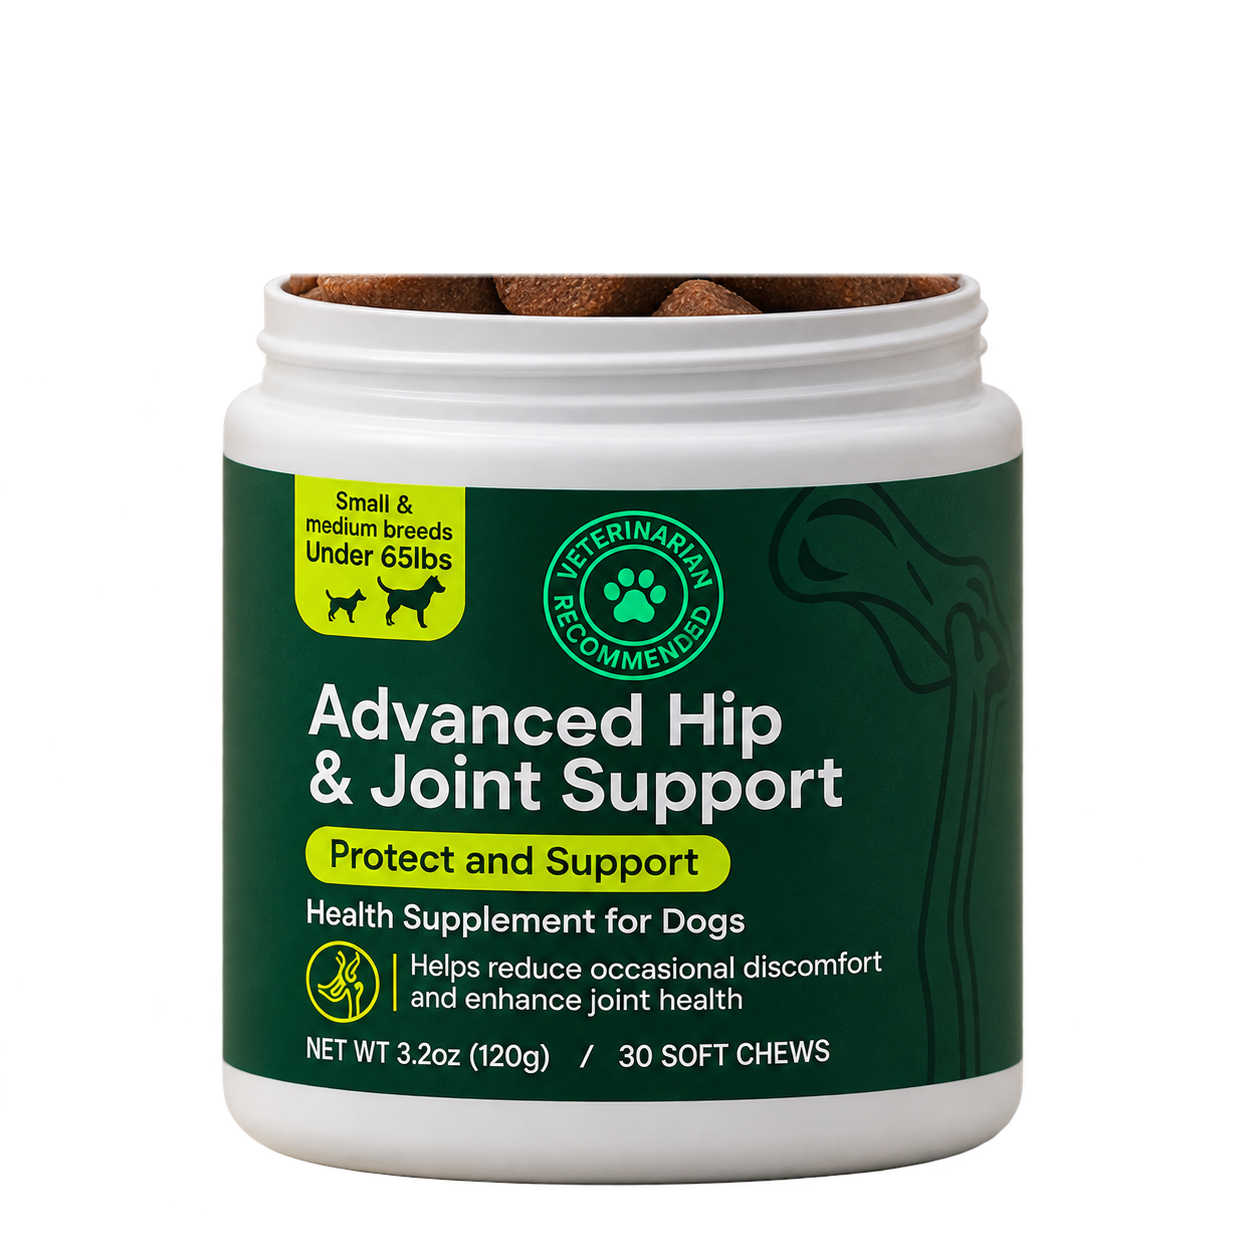 Small &
medium breeds
Under 65lbs
VETERINARIAN
RECOMMENDED
Advanced Hip
& Joint Support
Protect and Support
Health Supplement for Dogs
Helps reduce occasional discomfort
and enhance joint health
NET WT 3.2oz (120g) / 30 SOFT CHEWS